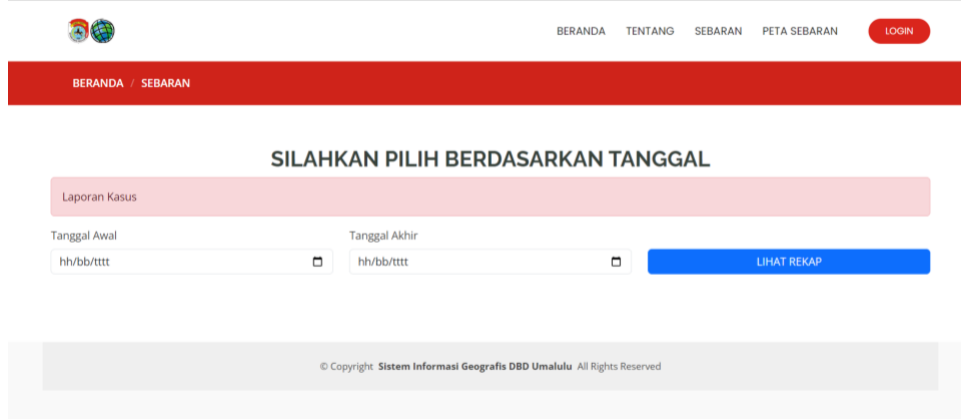 BERANDA TENTANG SEBARAN PETA SEBARAN LOGIN
BERANDA / SEBARAN
SILAHKAN PILIH BERDASARKAN TANGGAL
Laporan Kasus
Tanggal Awal Tanggal Akhir
hh/bb/tttt hh/bb/tttt LIHAT REKAP
© Copyright Sistem Informasi Geografis DBD Umalulu All Rights Reserved